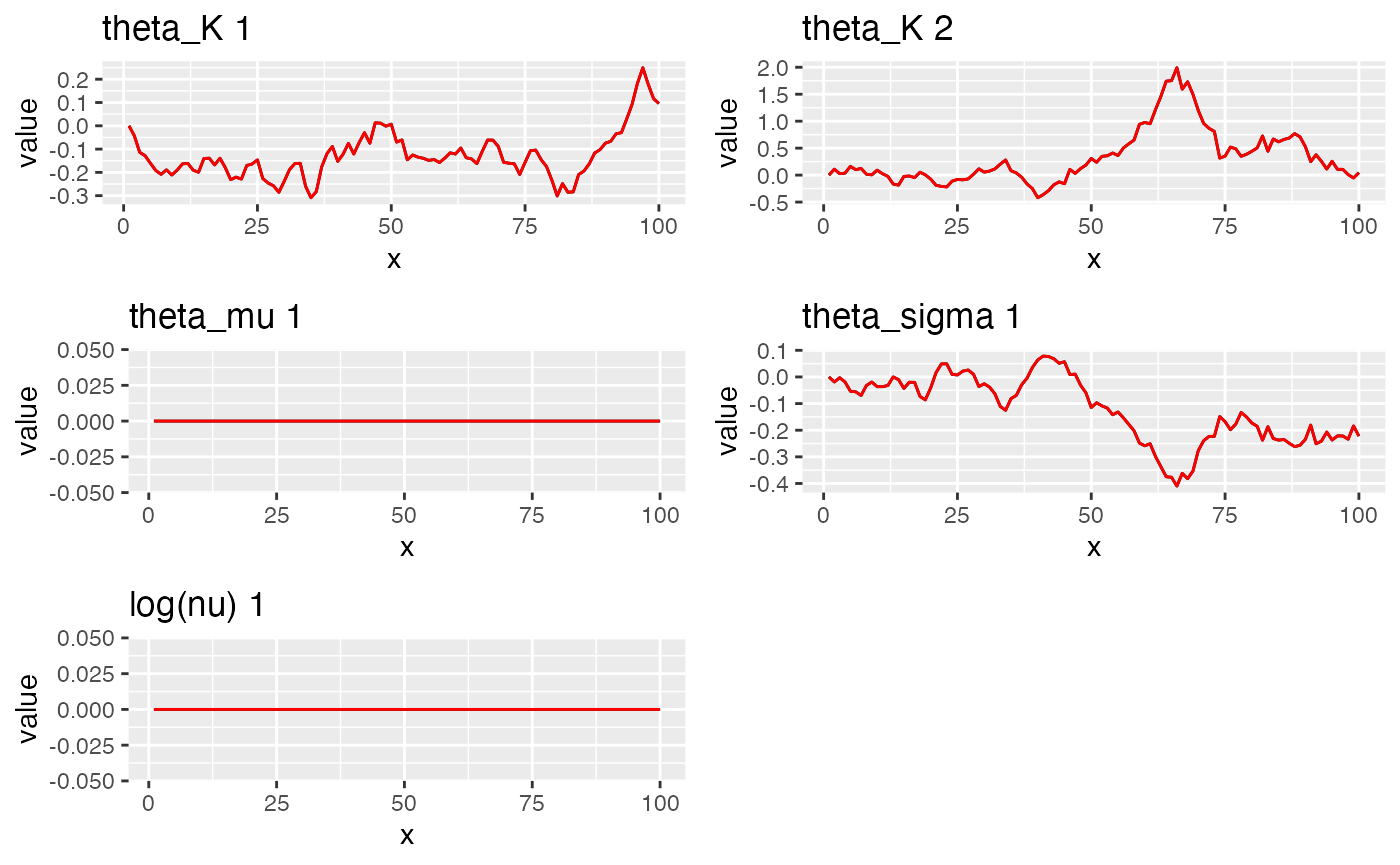 theta_K 1
value
0.2
0.1
0.0
-0.1
-0.2
-0.3
0 25 50 75 100
x
theta_K 2
value
2.0
1.5
1.0
0.5
0.0
-0.5
0 25 50 75 100
x
theta_mu 1
value
0.050
0.025
0.000
-0.025
-0.050
0 25 50 75 100
x
theta_sigma 1
value
0.1
0.0
-0.1
-0.2
-0.3
-0.4
0 25 50 75 100
x
log(nu) 1
value
0.050
0.025
0.000
-0.025
-0.050
0 25 50 75 100
x